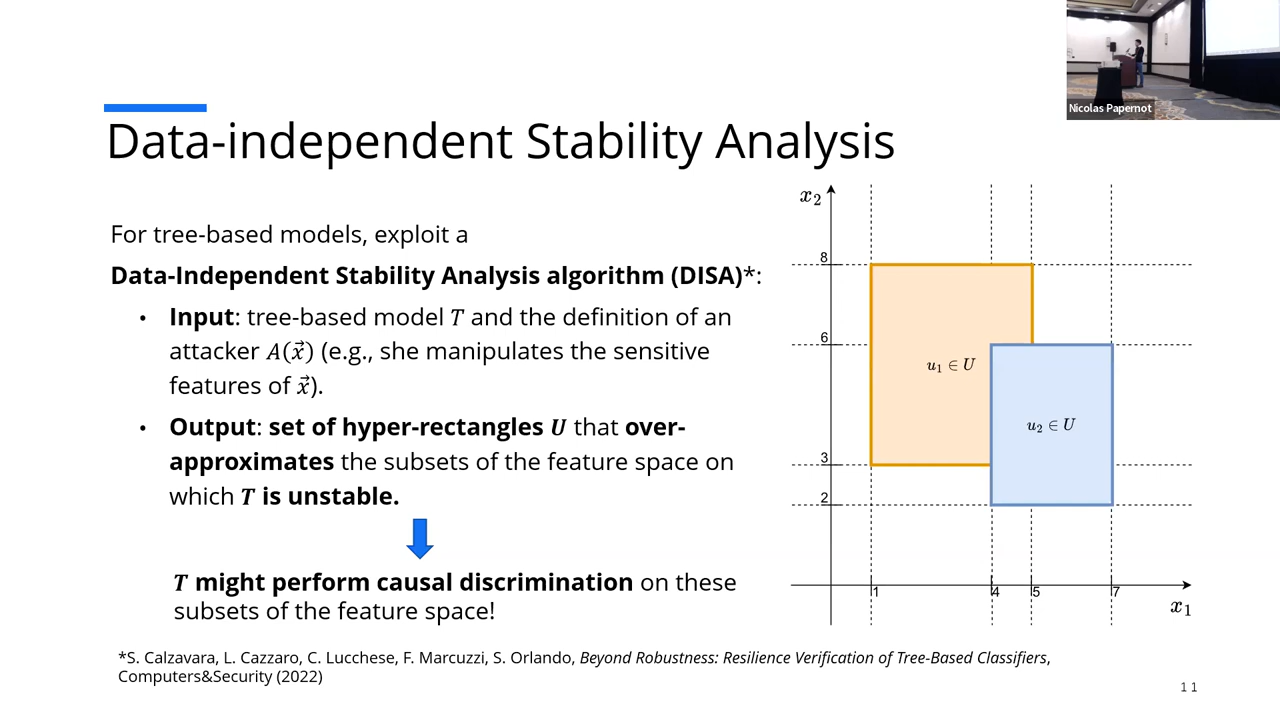 Nicolas Papernot
Data-independent Stability Analysis
For tree-based models, exploit a
Data-Independent Stability Analysis algorithm (DISA)*:
• Input: tree-based model T and the definition of an
attacker A(x⃗) (e.g., she manipulates the sensitive
features of x⃗).
• Output: set of hyper-rectangles U that over-
approximates the subsets of the feature space on
which T is unstable.
T might perform causal discrimination on these
subsets of the feature space!
x₂
8
6
3
2
u₁ ∈ U
u₂ ∈ U
1
4
5
7
x₁
*S. Calzavara, L. Cazzaro, C. Lucchese, F. Marcuzzi, S. Orlando, Beyond Robustness: Resilience Verification of Tree-Based Classifiers,
Computers&Security (2022)
11